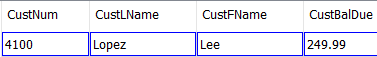 CustNum CustLName CustFName CustBalDue
4100 Lopez Lee 249.99